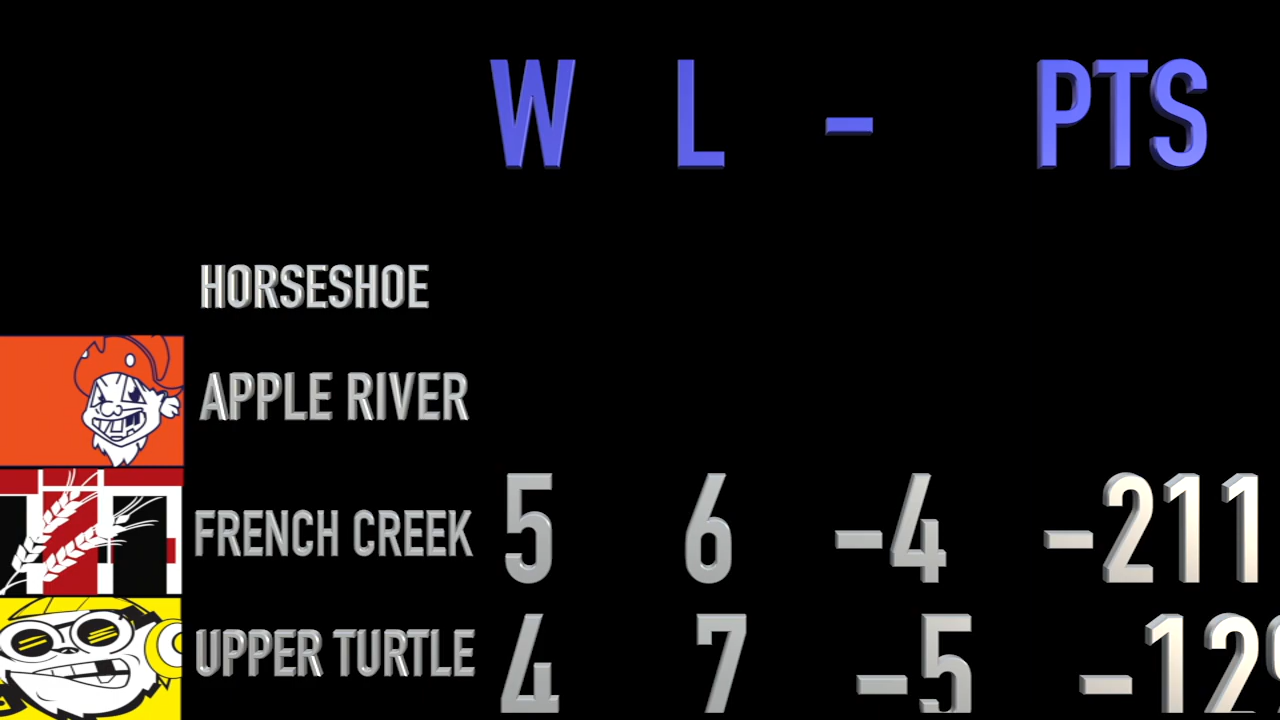 W L - PTS
HORSESHOE
APPLE RIVER
FRENCH CREEK 5 6 -4 -211
UPPER TURTLE 4 7 -5